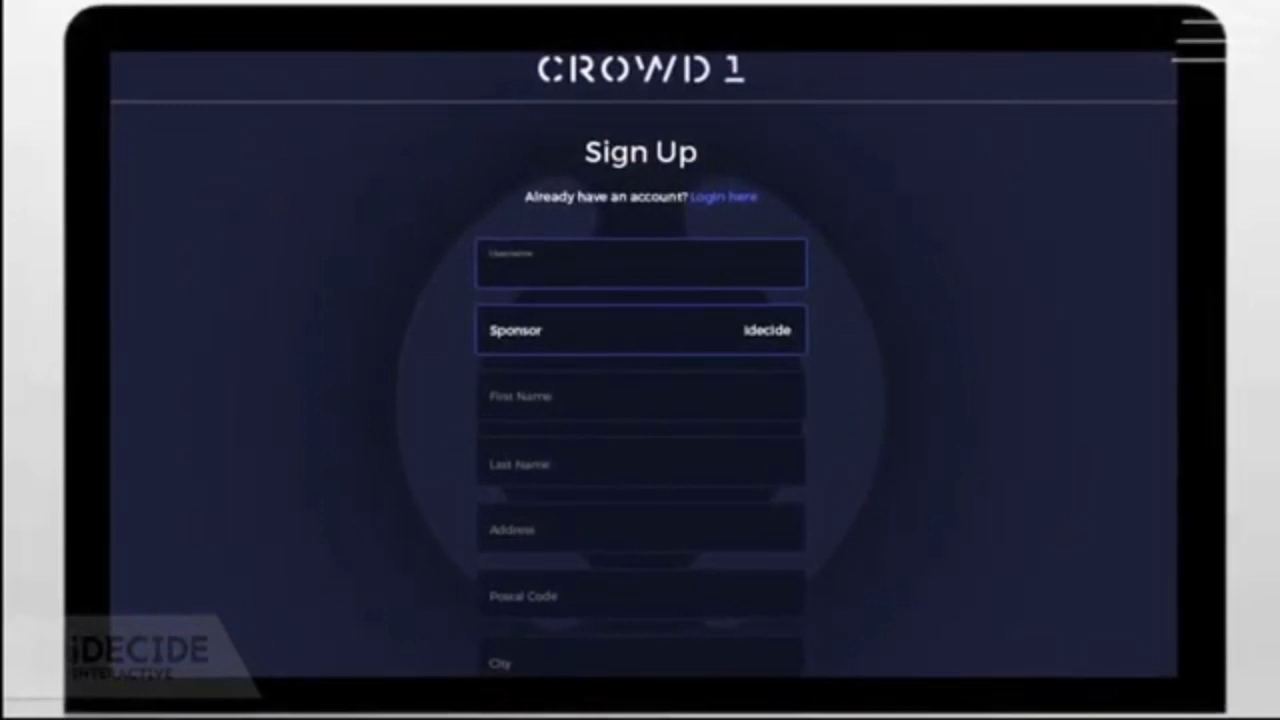 CROWD 1
Sign Up
Already have an account? Login here
Username
Sponsor idecide
First Name
Last Name
Address
Postal Code
City
iDECIDE
INTERACTIVE